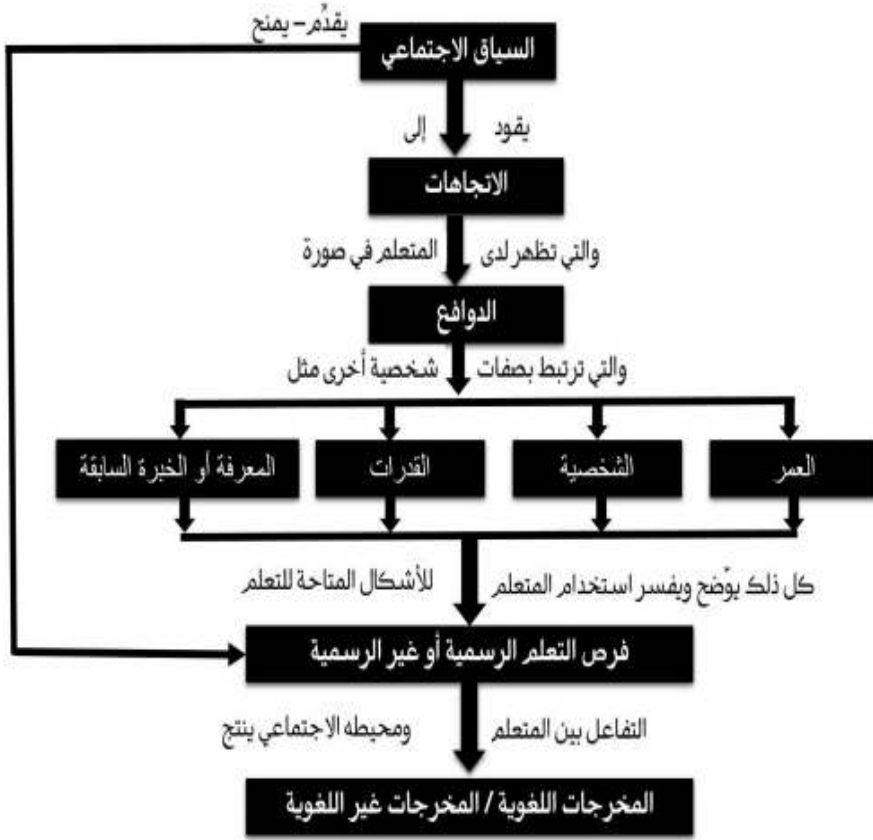 يقدِّم – يمنح
السياق الاجتماعي
يقود إلى
الاتجاهات
والتي تظهر لدى المتعلم في صورة
الدوافع
والتي ترتبط بصفات شخصية أخرى مثل
العمر الشخصية القدرات المعرفة أو الخبرة السابقة
كل ذلك يوّضح ويفسر استخدام المتعلم للأشكال المتاحة للتعلم
فرص التعلم الرسمية أو غير الرسمية
التفاعل بين المتعلم ومحيطه الاجتماعي ينتج
المخرجات اللغوية / المخرجات غير اللغوية